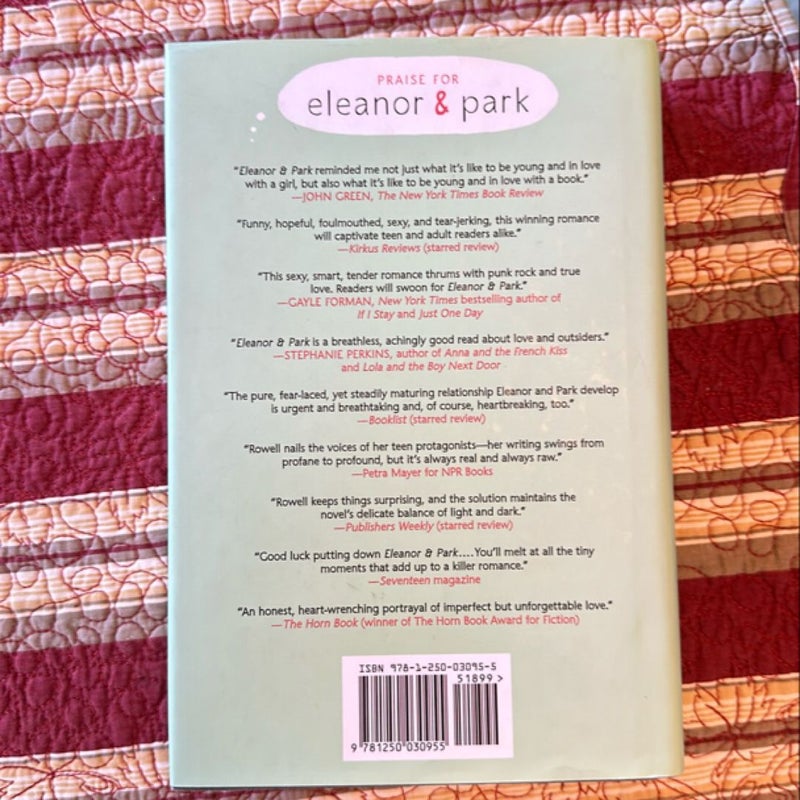 PRAISE FOR
eleanor & park
"Eleanor & Park reminded me not just what it's like to be young and in love
with a girl, but also what it's like to be young and in love with a book."
—JOHN GREEN, The New York Times Book Review
"Funny, hopeful, foulmouthed, sexy, and tear-jerking, this winning romance
will captivate teen and adult readers alike."
—Kirkus Reviews (starred review)
"This sexy, smart, tender romance thrums with punk rock and true
love. Readers will swoon for Eleanor & Park."
—GAYLE FORMAN, New York Times bestselling author of
If I Stay and Just One Day
"Eleanor & Park is a breathless, achingly good read about love and outsiders."
—STEPHANIE PERKINS, author of Anna and the French Kiss
and Lola and the Boy Next Door
"The pure, fear-laced, yet steadily maturing relationship Eleanor and Park develop
is urgent and breathtaking and, of course, heartbreaking, too."
—Booklist (starred review)
"Rowell nails the voices of her teen protagonists—her writing swings from
profane to profound, but it's always real and always raw."
—Petra Mayer for NPR Books
"Rowell keeps things surprising, and the solution maintains the
novel's delicate balance of light and dark."
—Publishers Weekly (starred review)
"Good luck putting down Eleanor & Park....You'll melt at all the tiny
moments that add up to a killer romance."
—Seventeen magazine
"An honest, heart-wrenching portrayal of imperfect but unforgettable love."
—The Horn Book (winner of The Horn Book Award for Fiction)
ISBN 978-1-250-03095-5
51899 >
9 781250 030955